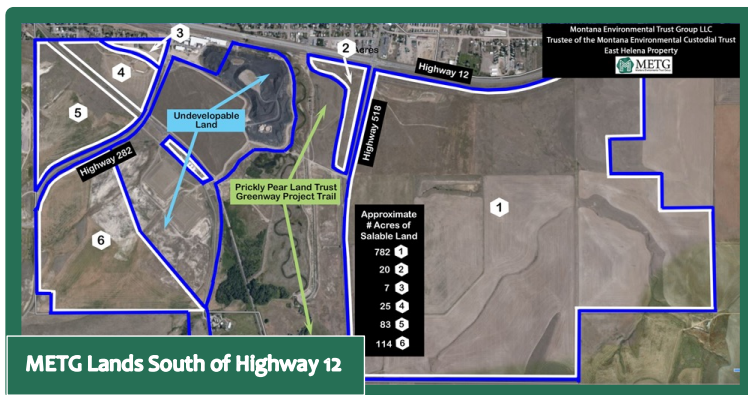 Montana Environmental Trust Group LLC
Trustee of the Montana Environmental Custodial Trust
East Helena Property
METG
3
2
4
5
Highway 12
Highway 518
Undevelopable
Land
Highway 282
Prickly Pear Land Trust
Greenway Project Trail
6
1
Approximate
# Acres of
Salable Land
782 1
20 2
7 3
25 4
83 5
114 6
METG Lands South of Highway 12